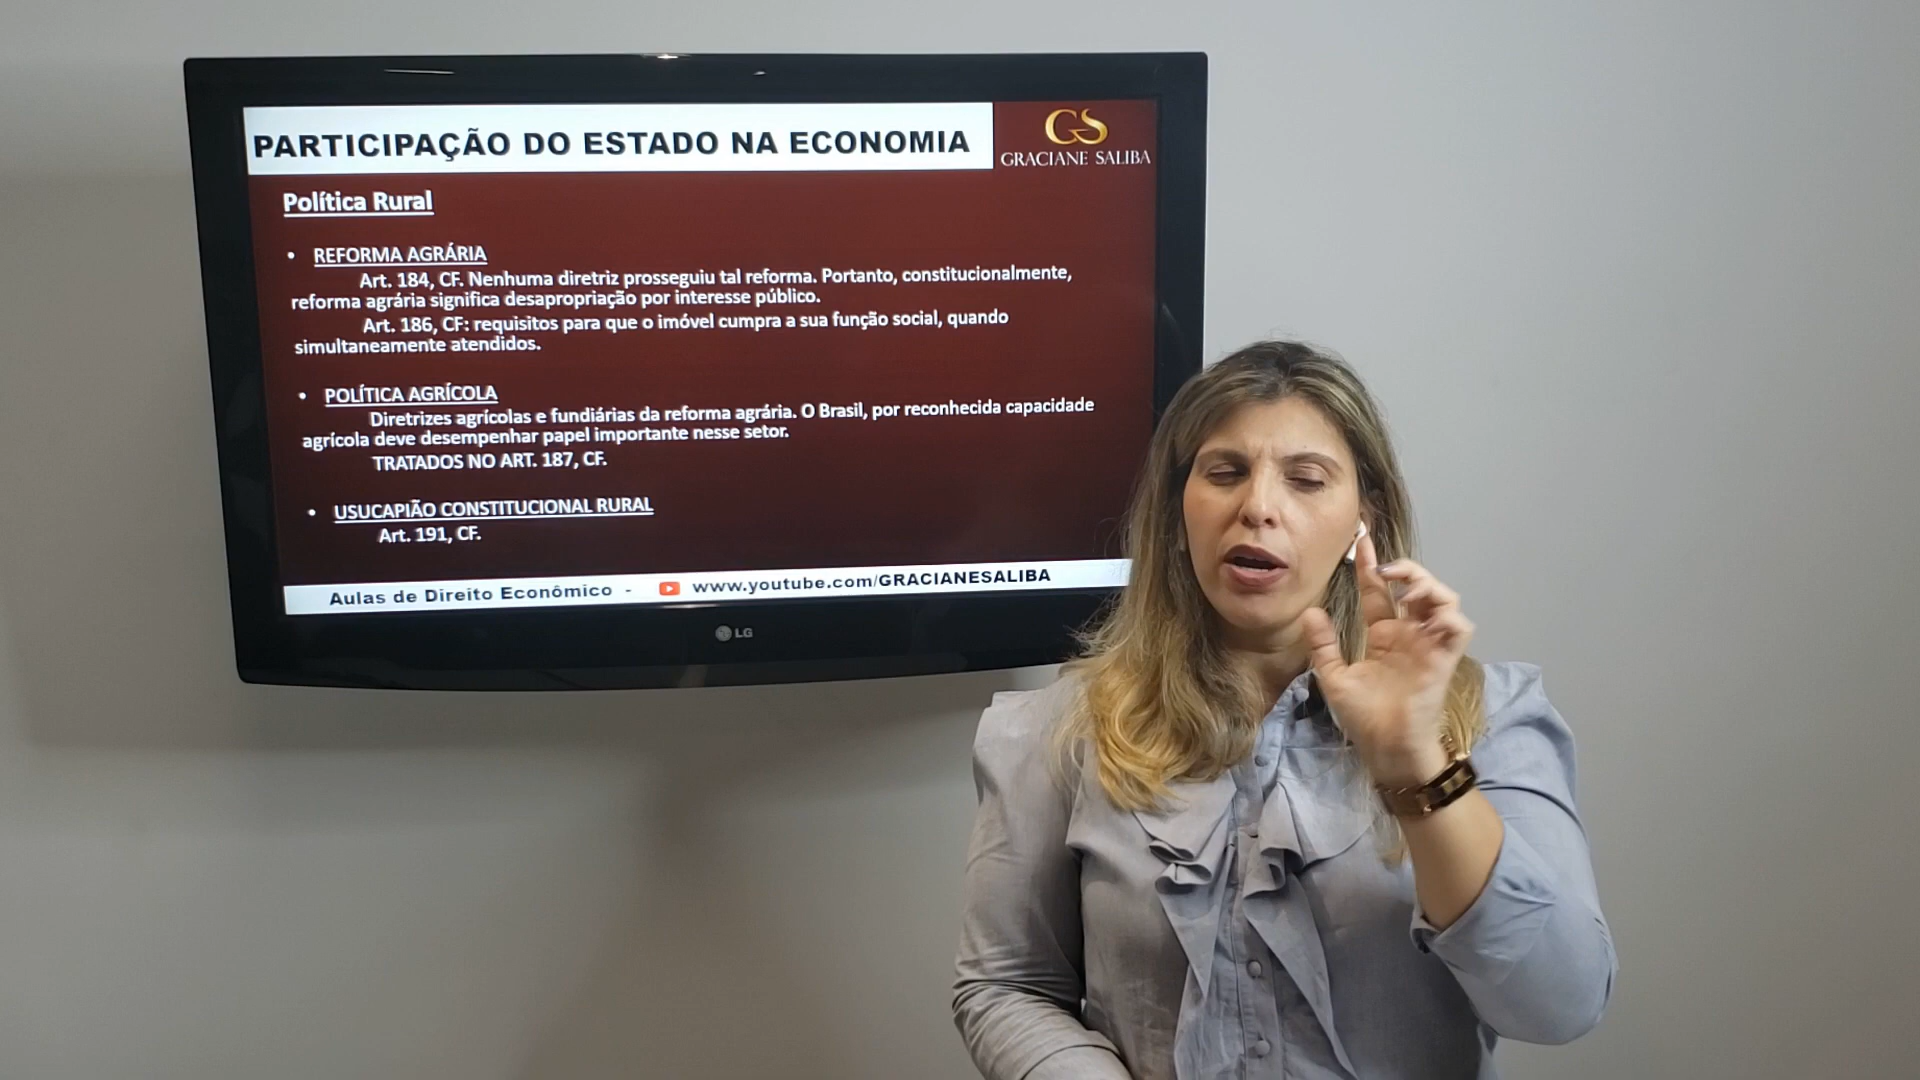 PARTICIPAÇÃO DO ESTADO NA ECONOMIA
GS
GRACIANE SALIBA
Política Rural
• REFORMA AGRÁRIA
Art. 184, CF. Nenhuma diretriz prosseguiu tal reforma. Portanto, constitucionalmente,
reforma agrária significa desapropriação por interesse público.
Art. 186, CF: requisitos para que o imóvel cumpra a sua função social, quando
simultaneamente atendidos.
• POLÍTICA AGRÍCOLA
Diretrizes agrícolas e fundiárias da reforma agrária. O Brasil, por reconhecida capacidade
agrícola deve desempenhar papel importante nesse setor.
TRATADOS NO ART. 187, CF.
• USUCAPIÃO CONSTITUCIONAL RURAL
Art. 191, CF.
Aulas de Direito Econômico - www.youtube.com/GRACIANESALIBA
LG